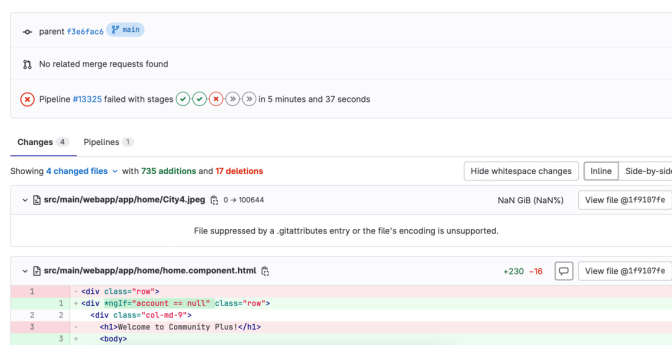 parent f3e6fac6 main
No related merge requests found
Pipeline #13325 failed with stages in 5 minutes and 37 seconds
Changes 4 Pipelines 1
Showing 4 changed files with 735 additions and 17 deletions Hide whitespace changes Inline Side-by-side
src/main/webapp/app/home/City4.jpeg 0 → 100644 NaN GiB (NaN%) View file @1f9107fe
File suppressed by a .gitattributes entry or the file's encoding is unsupported.
src/main/webapp/app/home/home.component.html +230 −16 View file @1f9107fe
1 - <div class="row">
1 + <div *ngIf="account == null" class="row">
2 2 <div class="col-md-9">
3 - <h1>Welcome to Community Plus!</h1>
3 + <body>